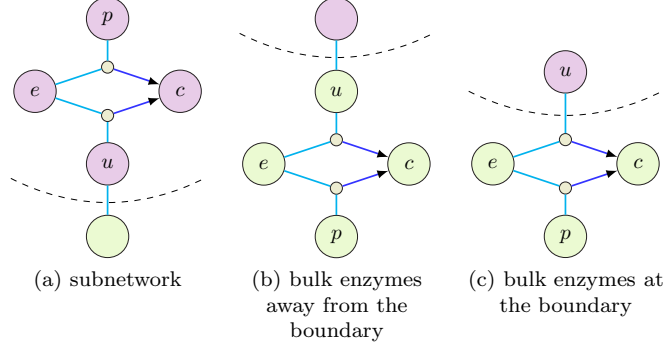 p
e
c
u
(a) subnetwork
u
e
c
p
(b) bulk enzymes
away from the
boundary
u
e
c
p
(c) bulk enzymes at
the boundary